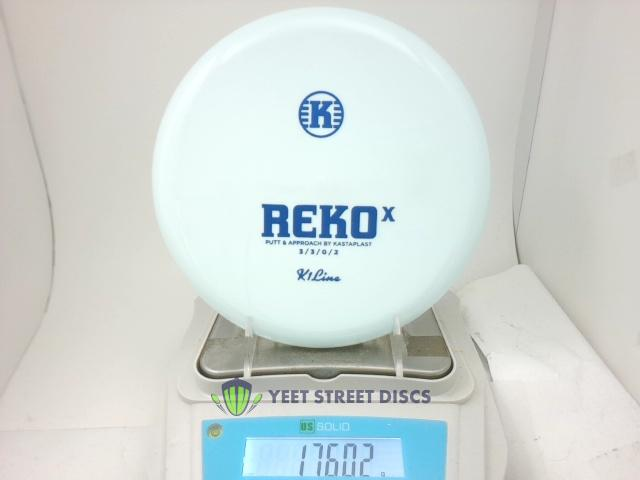 K
REKO X
PUTT & APPROACH BY KASTAPLAST
3/3/0/2
K1 Line
YEET STREET DISCS
US SOLID
176.02 g